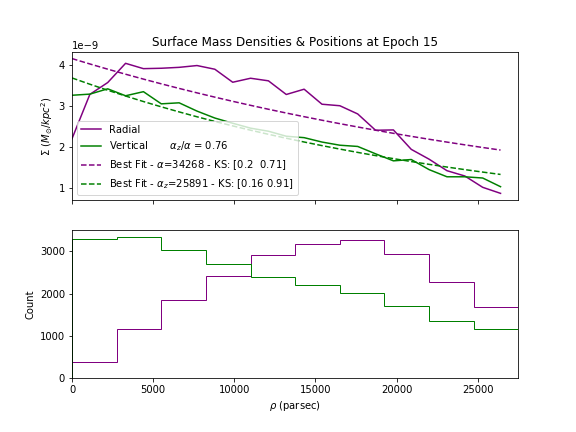 Surface Mass Densities & Positions at Epoch 15
1e−9
4
3
2
1
Σ (M⊙/kpc²)
Radial
Vertical αz/α = 0.76
Best Fit - α=34268 - KS: [0.2 0.71]
Best Fit - αz=25891 - KS: [0.16 0.91]
3000
2000
1000
0
Count
0 5000 10000 15000 20000 25000
ρ (parsec)